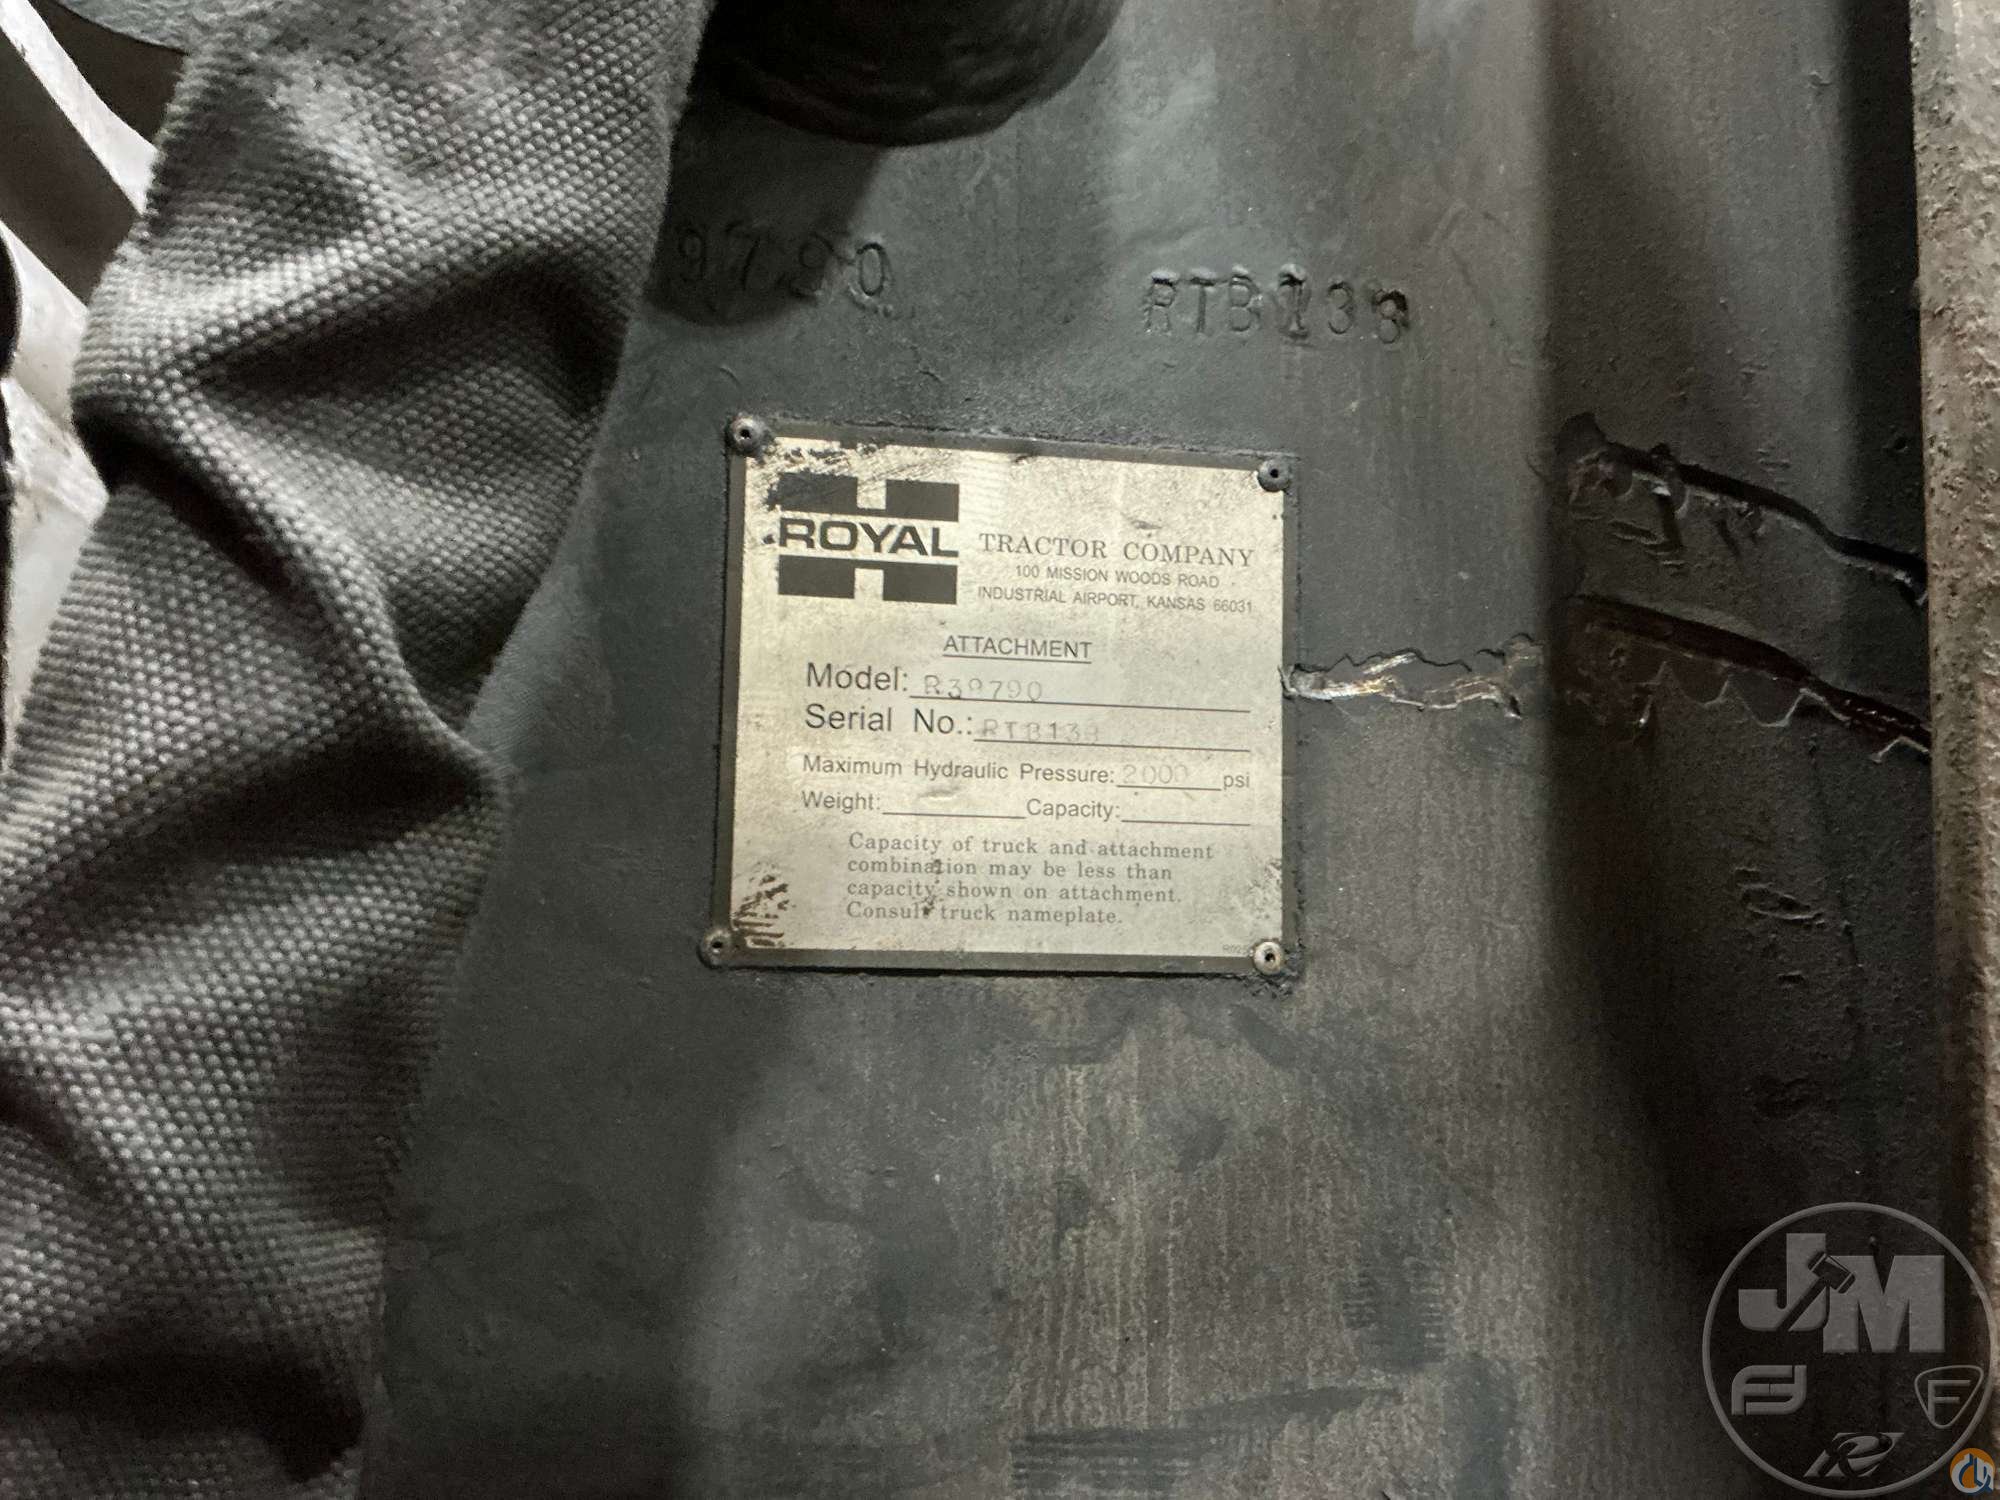 9790
RTB138
ROYAL
TRACTOR COMPANY
100 MISSION WOODS ROAD
INDUSTRIAL AIRPORT, KANSAS 66031
ATTACHMENT
Model: R39790
Serial No.: RTB138
Maximum Hydraulic Pressure: 2000 psi
Weight: Capacity:
Capacity of truck and attachment
combination may be less than
capacity shown on attachment.
Consult truck nameplate.
JM